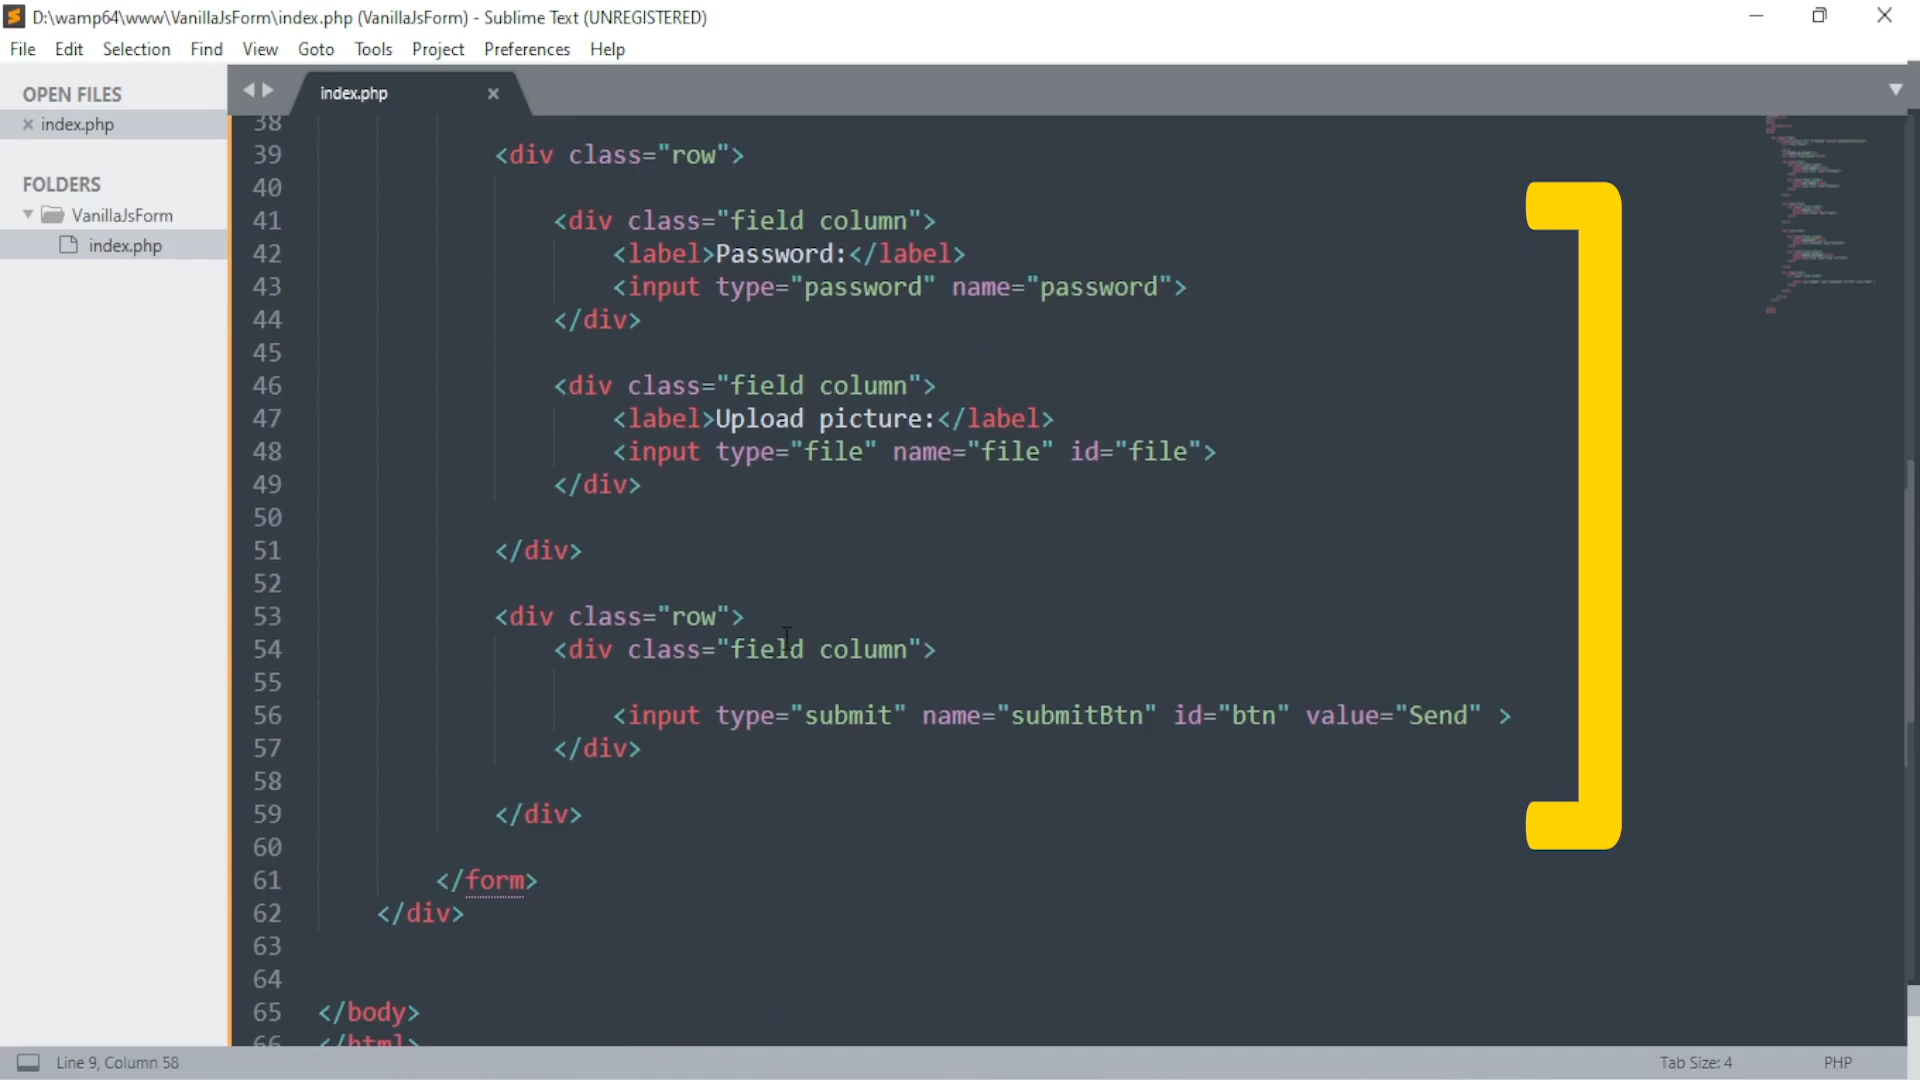 D:\wamp64\www\VanillaJsForm\index.php (VanillaJsForm) - Sublime Text (UNREGISTERED)
File Edit Selection Find View Goto Tools Project Preferences Help
OPEN FILES
index.php
FOLDERS
VanillaJsForm
index.php
index.php
38
39 <div class="row">
40
41 <div class="field column">
42 <label>Password:</label>
43 <input type="password" name="password">
44 </div>
45
46 <div class="field column">
47 <label>Upload picture:</label>
48 <input type="file" name="file" id="file">
49 </div>
50
51 </div>
52
53 <div class="row">
54 <div class="field column">
55
56 <input type="submit" name="submitBtn" id="btn" value="Send" >
57 </div>
58
59 </div>
60
61 </form>
62 </div>
63
64
65 </body>
66 </html>
Line 9, Column 58
Tab Size: 4
PHP